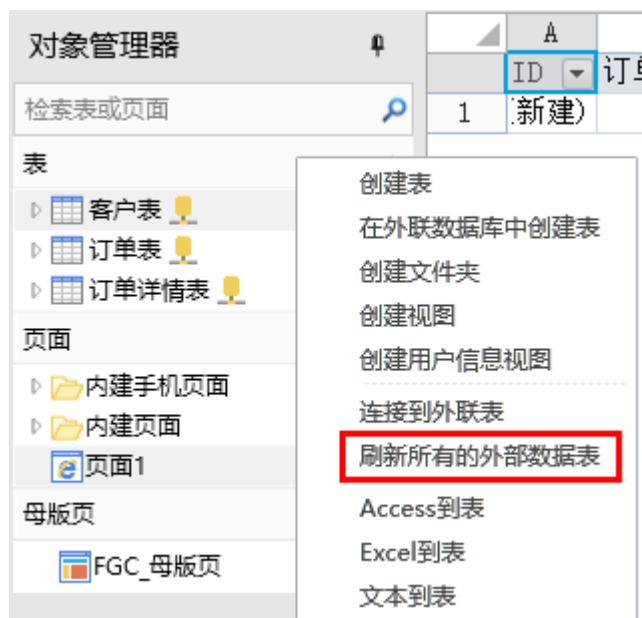 对象管理器
检索表或页面
表
客户表
订单表
订单详情表
页面
内建手机页面
内建页面
页面1
母版页
FGC_母版页
A
ID
1
(新建)
创建表
在外联数据库中创建表
创建文件夹
创建视图
创建用户信息视图
连接到外联表
刷新所有的外部数据表
Access到表
Excel到表
文本到表